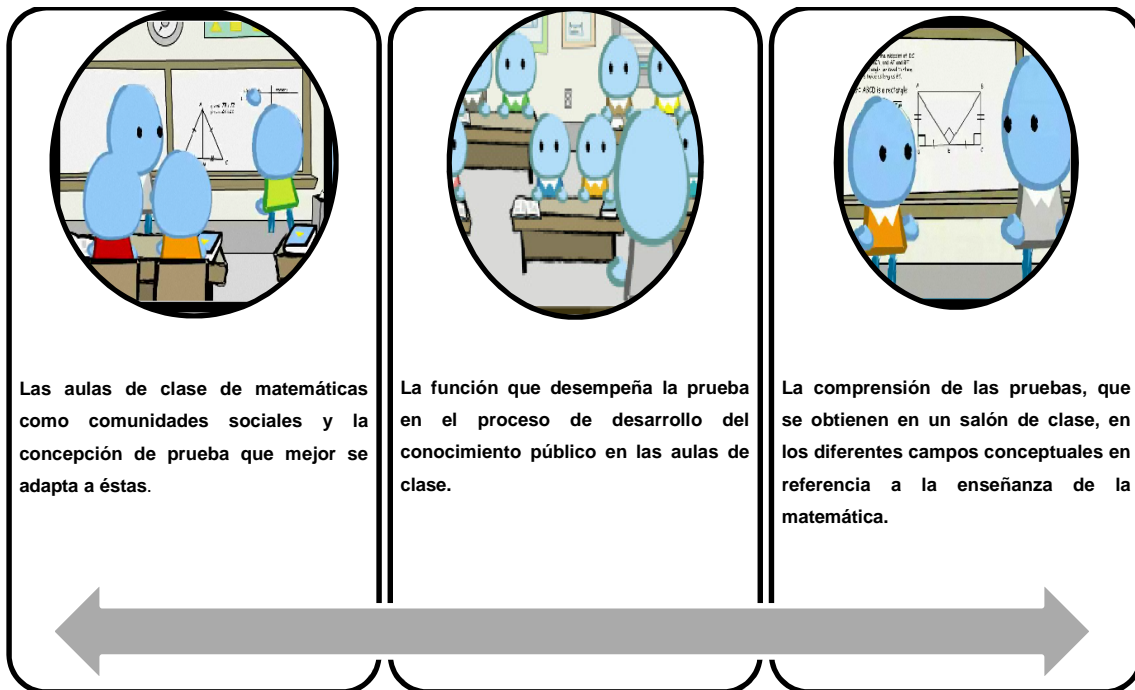 Las aulas de clase de matemáticas
como comunidades sociales y la
concepción de prueba que mejor se
adapta a éstas.
La función que desempeña la prueba
en el proceso de desarrollo del
conocimiento público en las aulas de
clase.
ABCD is a rectangle
La comprensión de las pruebas, que
se obtienen en un salón de clase, en
los diferentes campos conceptuales en
referencia a la enseñanza de la
matemática.